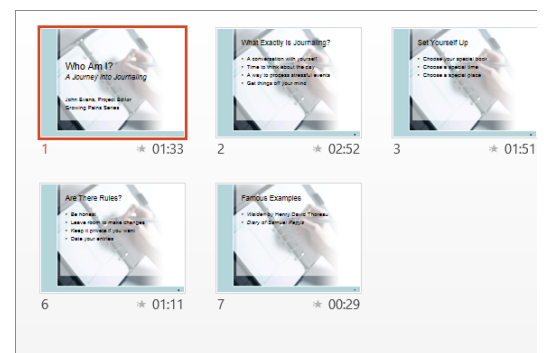 Who Am I?
A Journey into Journaling
John Evans, Project Editor
Growing Pains Series
1 01:33
What Exactly Is Journaling?
• A conversation with yourself
• Time to think about the day
• A way to process stressful events
• Get things off your mind
2 02:52
Set Yourself Up
• Choose your special book
• Choose a special time
• Choose a special place
3 01:51
Are There Rules?
• Be honest
• Leave room to make changes
• Keep it private if you want
• Date your entries
6 01:11
Famous Examples
• Walden by Henry David Thoreau
• Diary of Samuel Pepys
7 00:29